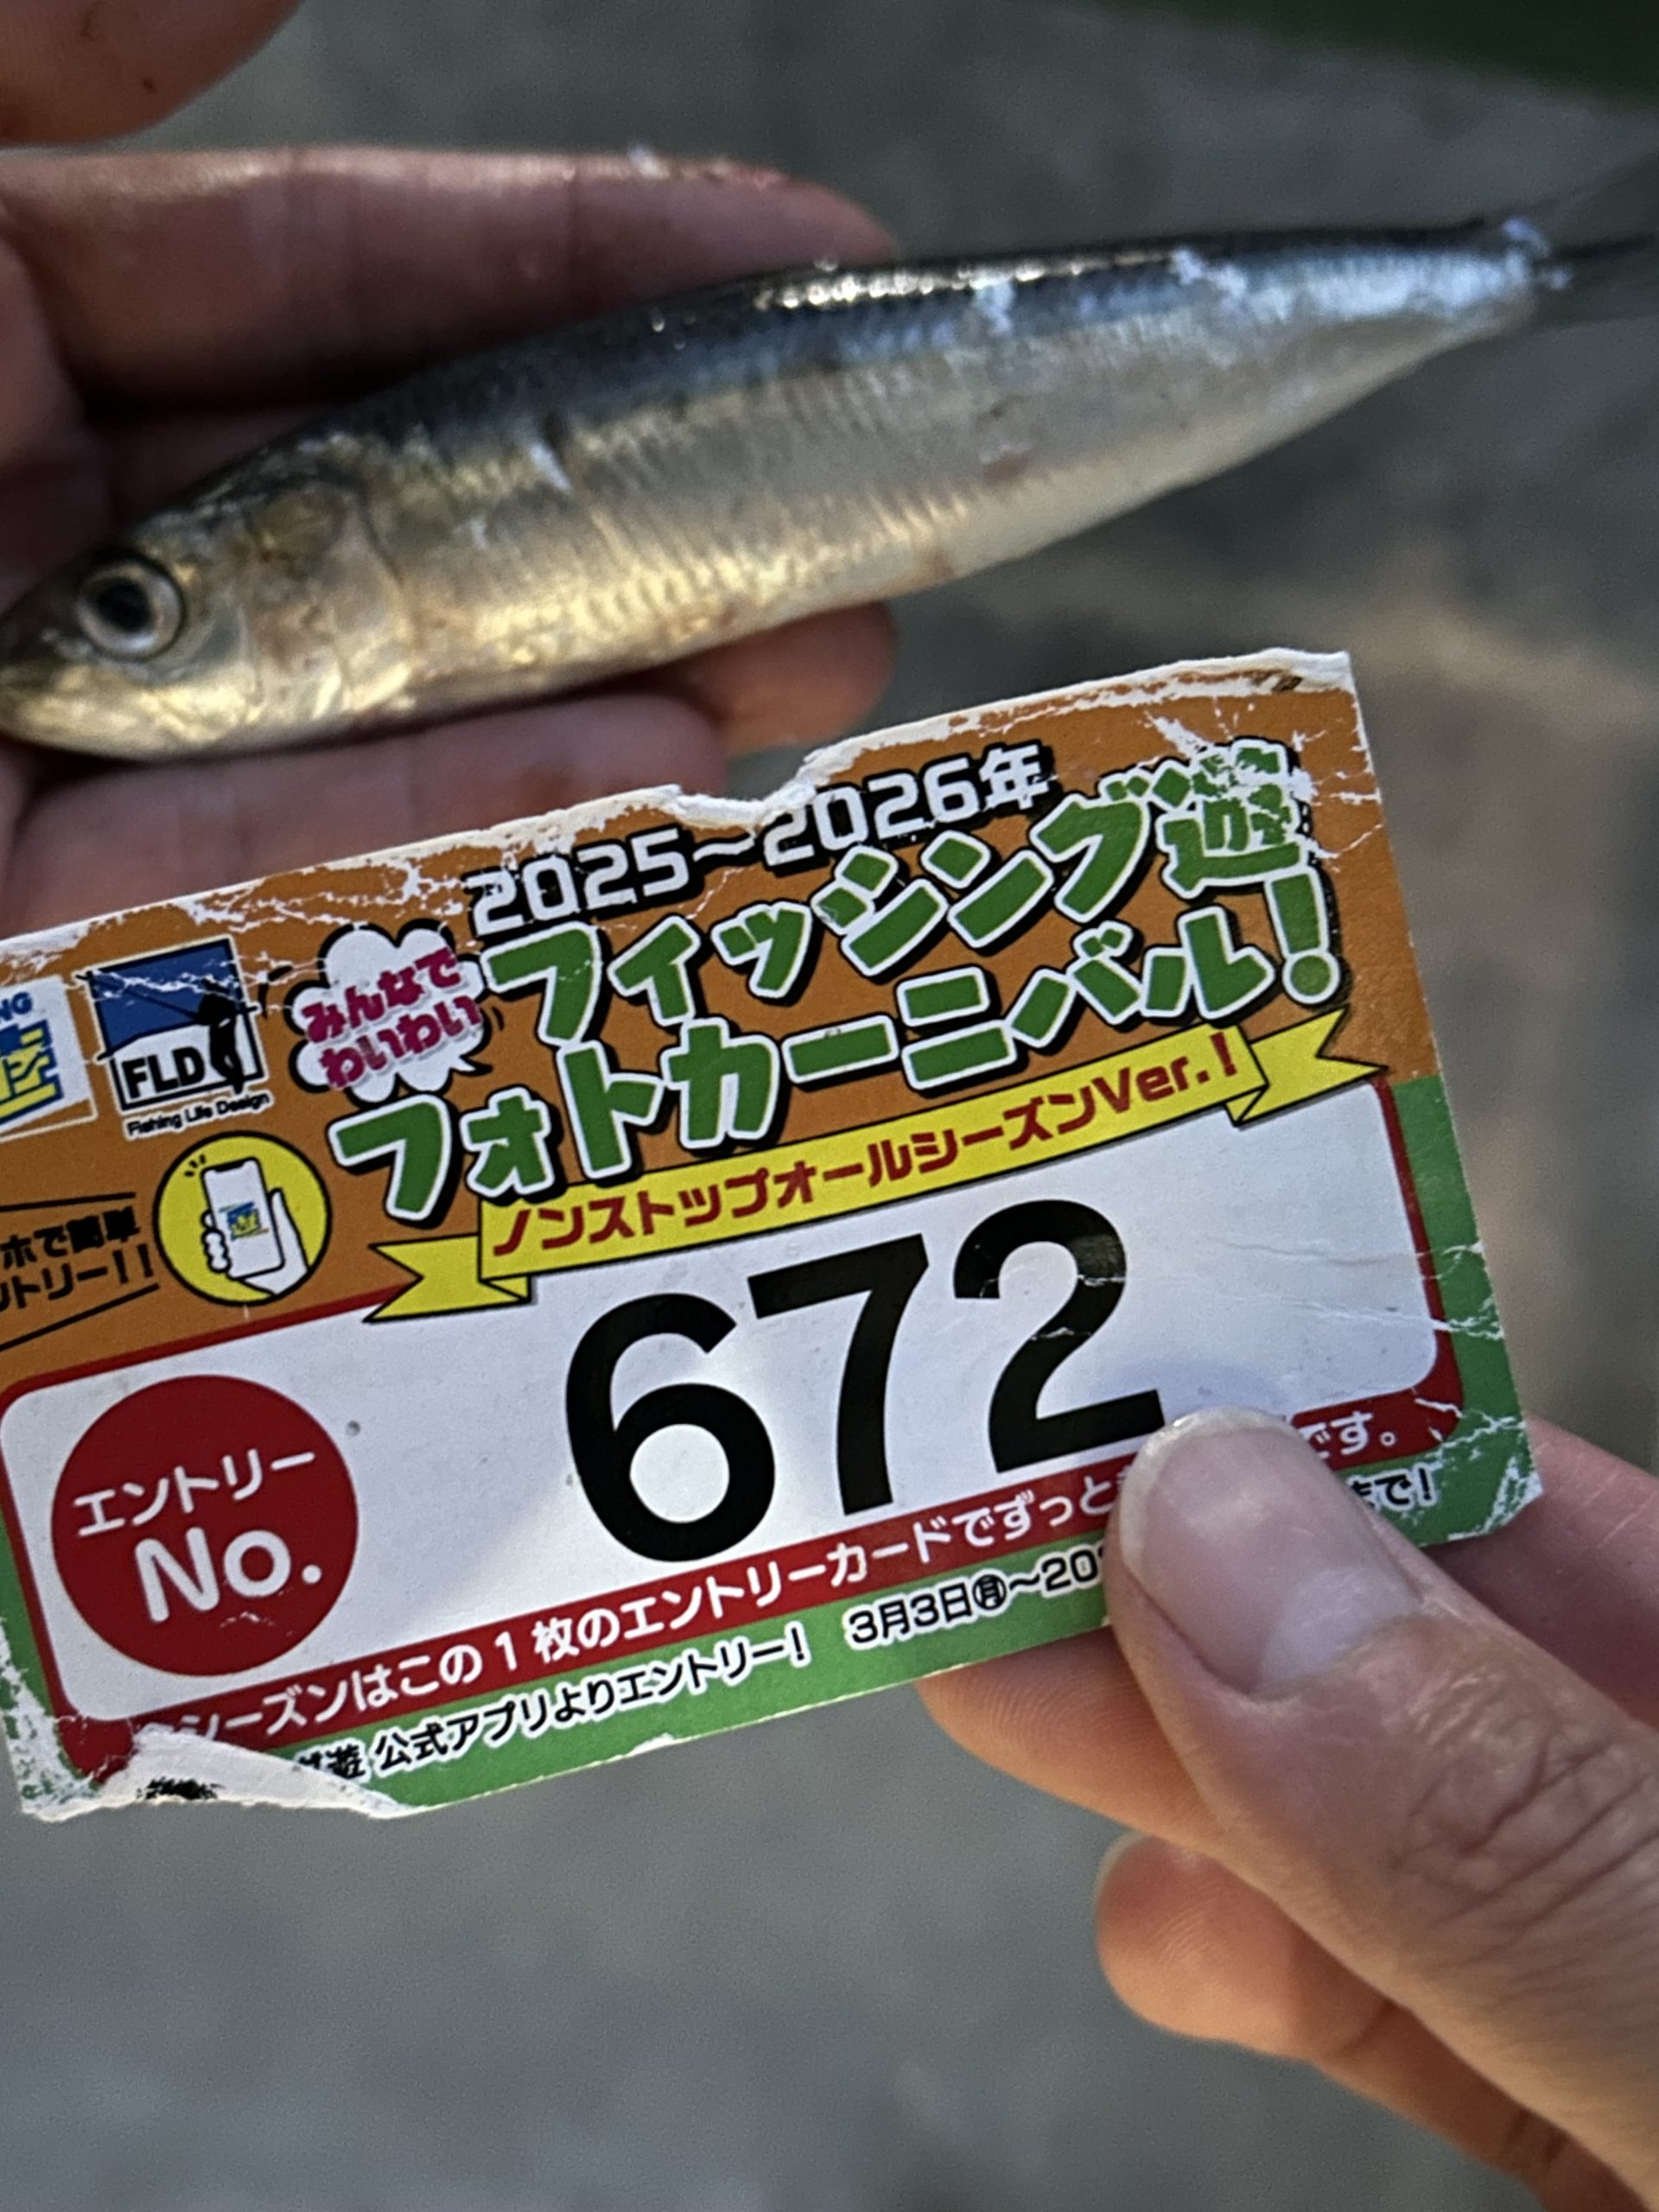 2025～2026年
みんなで
わいわい
フィッシング遊
フォトカーニバル！
ノンストップオールシーズンVer.！
FLD
Fishing Life Design
ホで簡単
ントリー！！
エントリー
No.
672
シーズンはこの1枚のエントリーカードでずっと
です。
遊 公式アプリよりエントリー！ 3月3日㊊～20
まで！